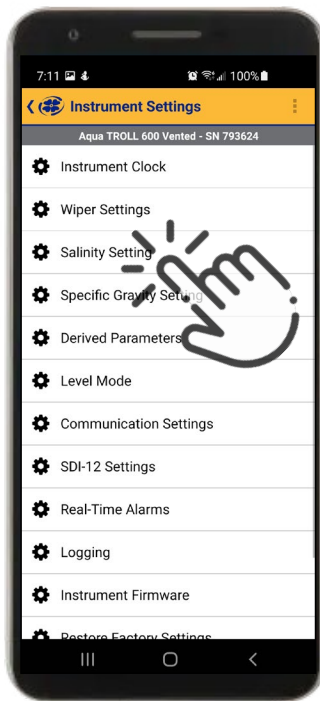 7:11 100%
Instrument Settings
Aqua TROLL 600 Vented - SN 793624
Instrument Clock
Wiper Settings
Salinity Setting
Specific Gravity Setting
Derived Parameters
Level Mode
Communication Settings
SDI-12 Settings
Real-Time Alarms
Logging
Instrument Firmware
Restore Factory Settings